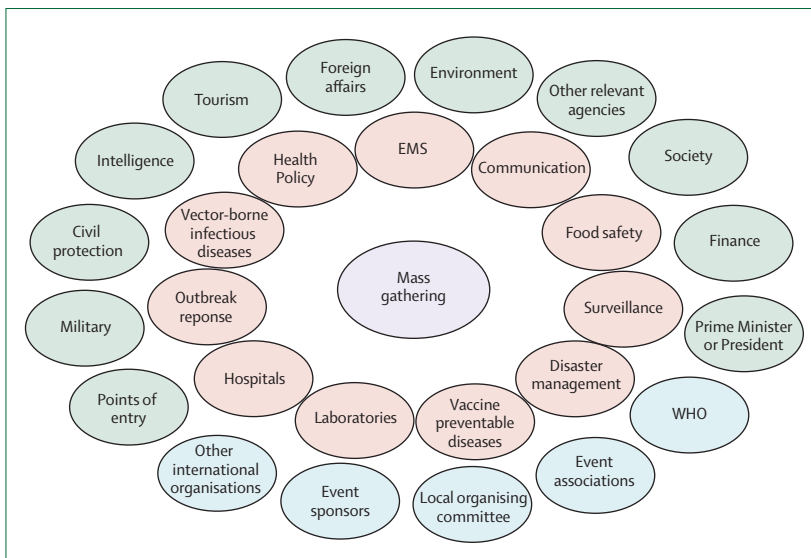 Foreign
affairs
Environment
Other relevant
agencies
Tourism
Society
Intelligence
Civil
protection
Finance
Military
Prime Minister
or President
Points of
entry
WHO
Other
international
organisations
Event
sponsors
Local organising
committee
Event
associations
EMS
Health
Policy
Communication
Vector-borne
infectious
diseases
Food safety
Outbreak
reponse
Surveillance
Hospitals
Disaster
management
Laboratories
Vaccine
preventable
diseases
Mass
gathering